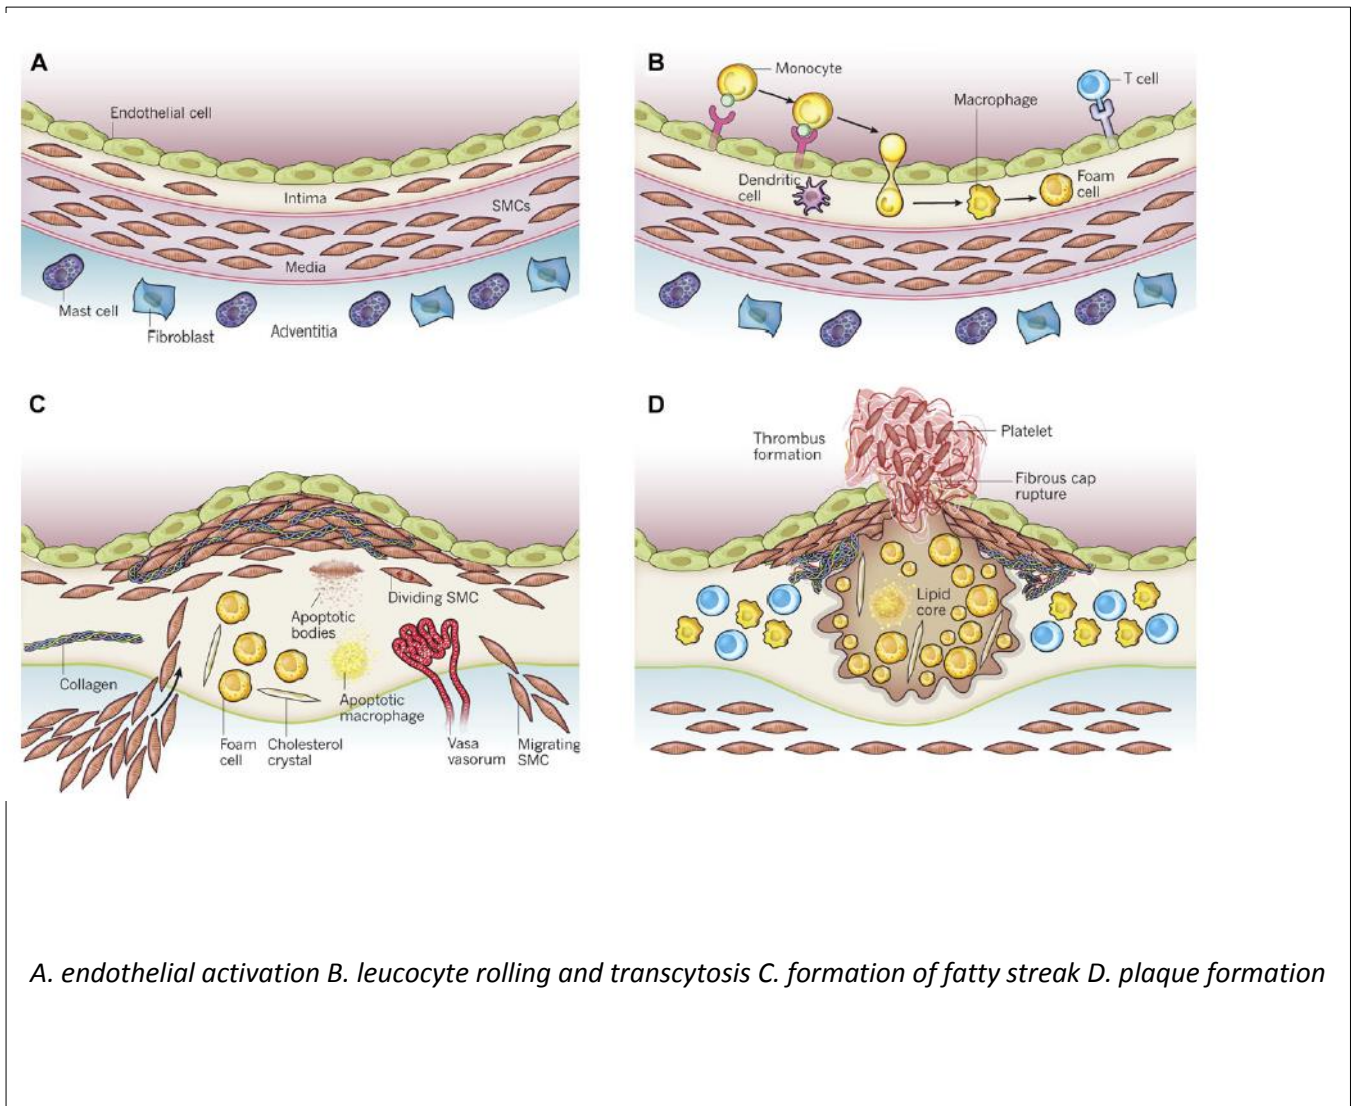 A
Endothelial cell
Intima
SMCs
Media
Mast cell
Fibroblast
Adventitia
B
Monocyte
T cell
Macrophage
Dendritic
cell
Foam
cell
C
Dividing SMC
Apoptotic
bodies
Collagen
Apoptotic
macrophage
Foam
cell
Cholesterol
crystal
Vasa
vasorum
Migrating
SMC
D
Thrombus
formation
Platelet
Fibrous cap
rupture
Lipid
core
A. endothelial activation B. leucocyte rolling and transcytosis C. formation of fatty streak D. plaque formation